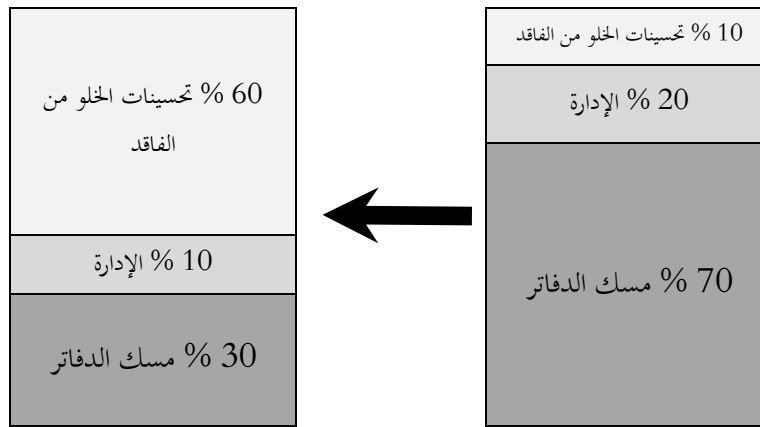 10 % تحسينات الخلو من الفاقد
20 % الإدارة
70 % مسك الدفاتر
60 % تحسينات الخلو من
الفاقد
10 % الإدارة
30 % مسك الدفاتر